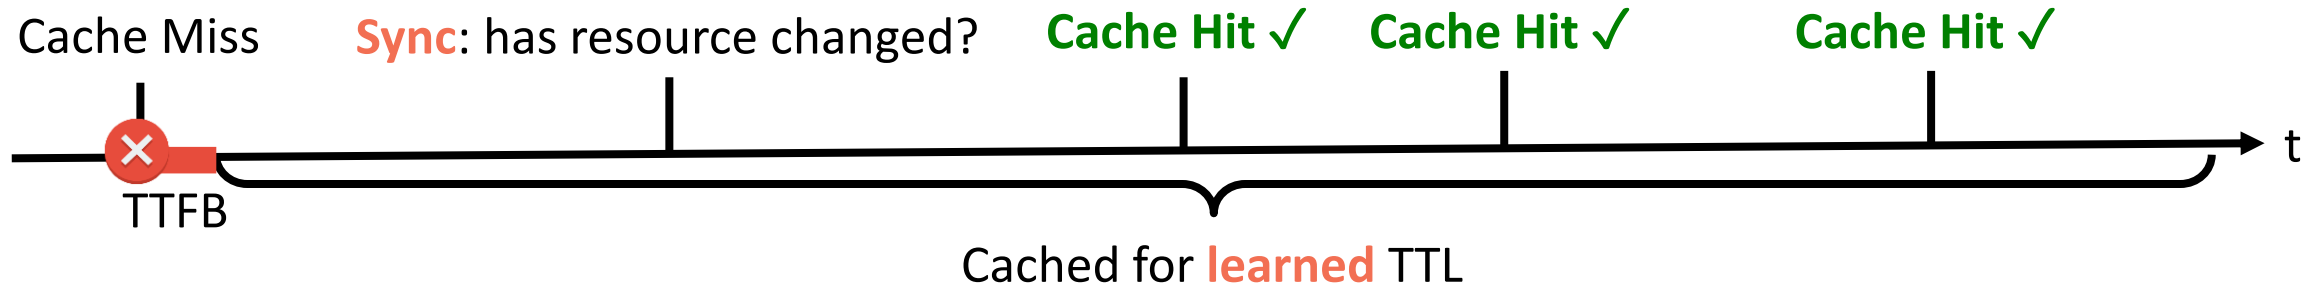 Cache Miss
Sync: has resource changed?
Cache Hit ✓
Cache Hit ✓
Cache Hit ✓
t
TTFB
Cached for learned TTL